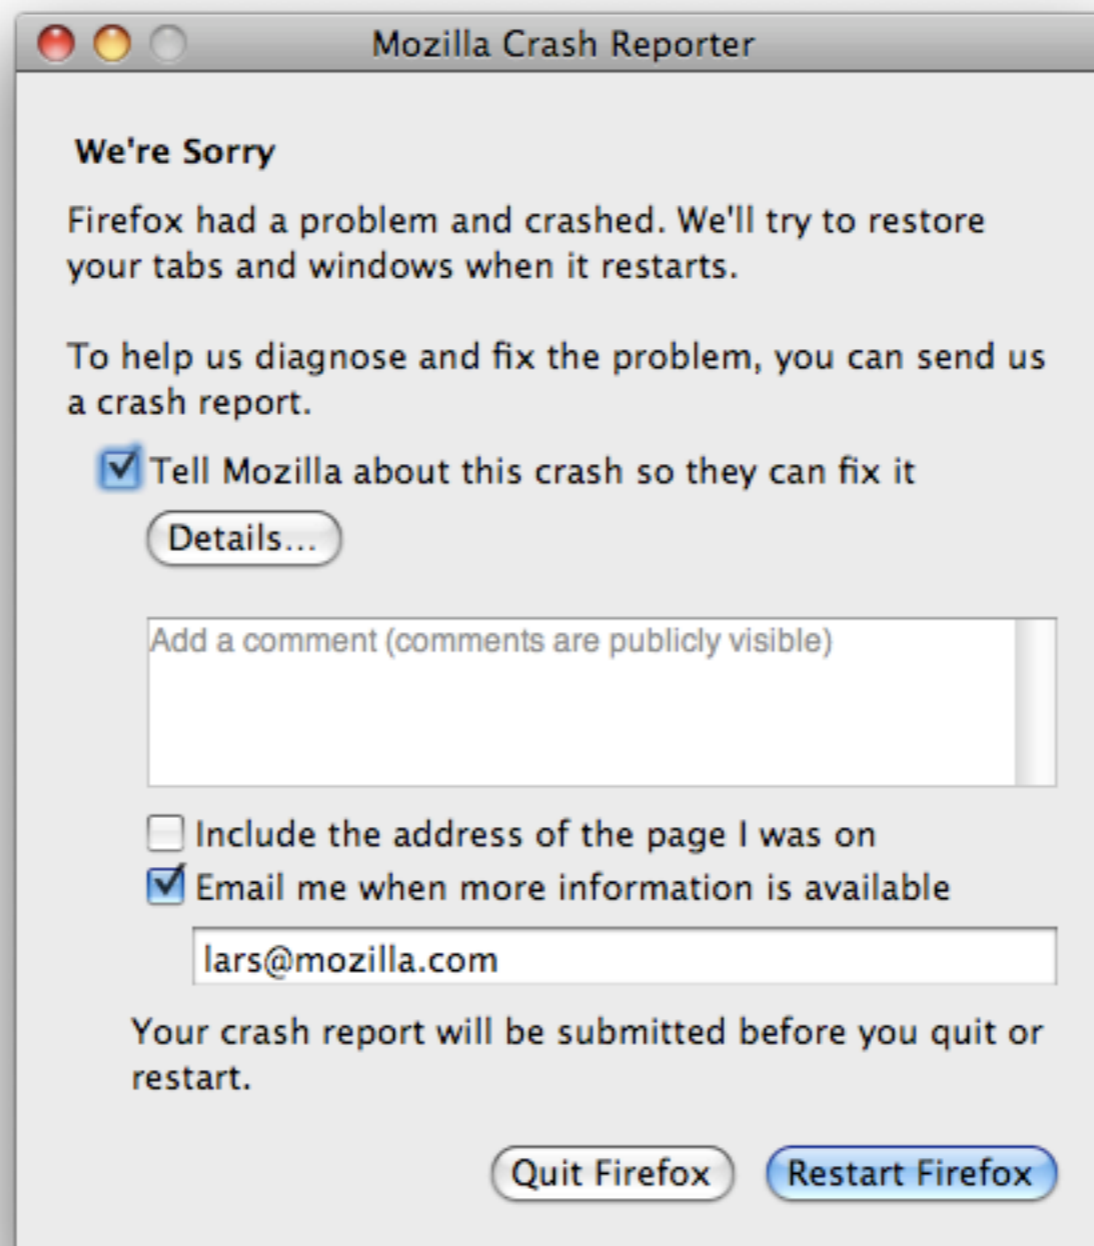 Mozilla Crash Reporter
We're Sorry
Firefox had a problem and crashed. We'll try to restore
your tabs and windows when it restarts.
To help us diagnose and fix the problem, you can send us
a crash report.
Tell Mozilla about this crash so they can fix it
Details...
Add a comment (comments are publicly visible)
Include the address of the page I was on
Email me when more information is available
lars@mozilla.com
Your crash report will be submitted before you quit or
restart.
Quit Firefox Restart Firefox